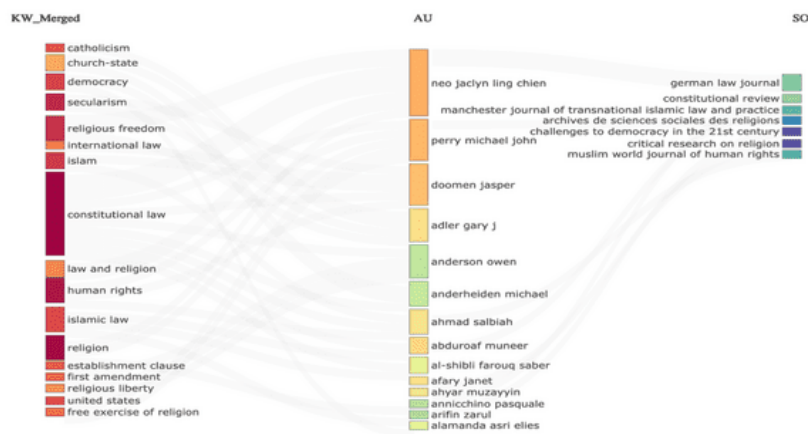 KW_Merged
AU
SO
catholicism
church-state
democracy
secularism
religious freedom
international law
islam
constitutional law
law and religion
human rights
islamic law
religion
establishment clause
first amendment
religious liberty
united states
free exercise of religion
neo jaclyn ling chien
perry michael john
doomen jasper
adler gary j
anderson owen
anderheiden michael
ahmad salbiah
abduroaf muneer
al-shibli farouq saber
afary janet
ahyar muzayyin
annicchino pasquale
arifin zarul
alamanda asri elies
german law journal
constitutional review
manchester journal of transnational islamic law and practice
archives de sciences sociales des religions
challenges to democracy in the 21st century
critical research on religion
muslim world journal of human rights